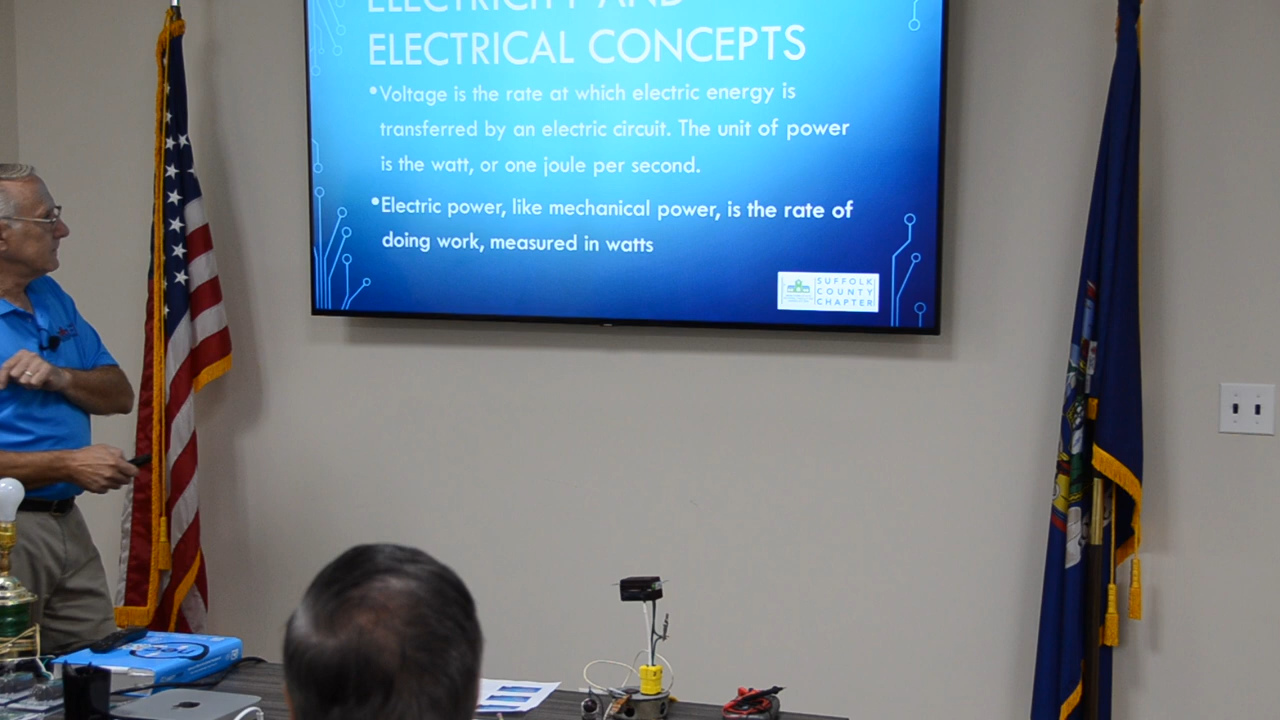 ELECTRICITY AND
ELECTRICAL CONCEPTS
•Voltage is the rate at which electric energy is
transferred by an electric circuit. The unit of power
is the watt, or one joule per second.
•Electric power, like mechanical power, is the rate of
doing work, measured in watts
SUFFOLK
COUNTY
CHAPTER